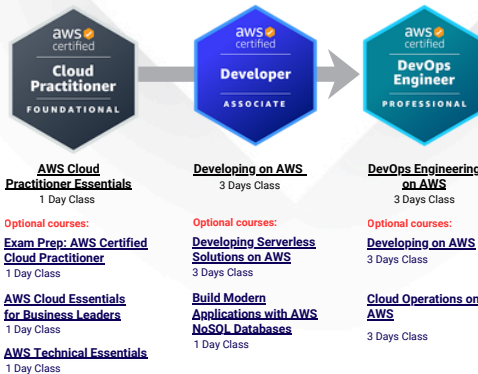 aws
certified
Cloud
Practitioner
FOUNDATIONAL
AWS Cloud
Practitioner Essentials
1 Day Class
Optional courses:
Exam Prep: AWS Certified
Cloud Practitioner
1 Day Class
AWS Cloud Essentials
for Business Leaders
1 Day Class
AWS Technical Essentials
1 Day Class
aws
certified
Developer
ASSOCIATE
Developing on AWS
3 Days Class
Optional courses:
Developing Serverless
Solutions on AWS
3 Days Class
Build Modern
Applications with AWS
NoSQL Databases
1 Day Class
aws
certified
DevOps
Engineer
PROFESSIONAL
DevOps Engineering
on AWS
3 Days Class
Optional courses:
Developing on AWS
3 Days Class
Cloud Operations on
AWS
3 Days Class